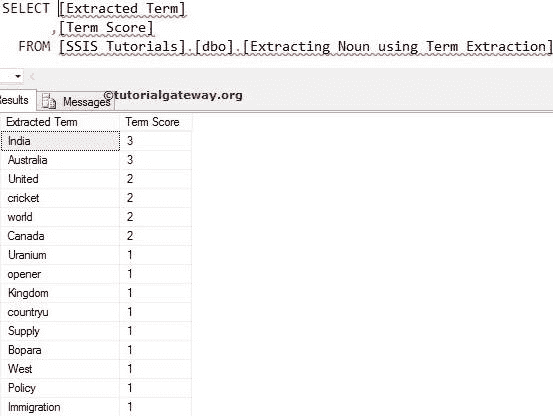 SELECT [Extracted Term]
,[Term Score]
FROM [SSIS Tutorials].[dbo].[Extracting Noun using Term Extraction]
Results Messages ©tutorialgateway.org
Extracted Term Term Score
India 3
Australia 3
United 2
cricket 2
world 2
Canada 2
Uranium 1
opener 1
Kingdom 1
countryu 1
Supply 1
Bopara 1
West 1
Policy 1
Immigration 1